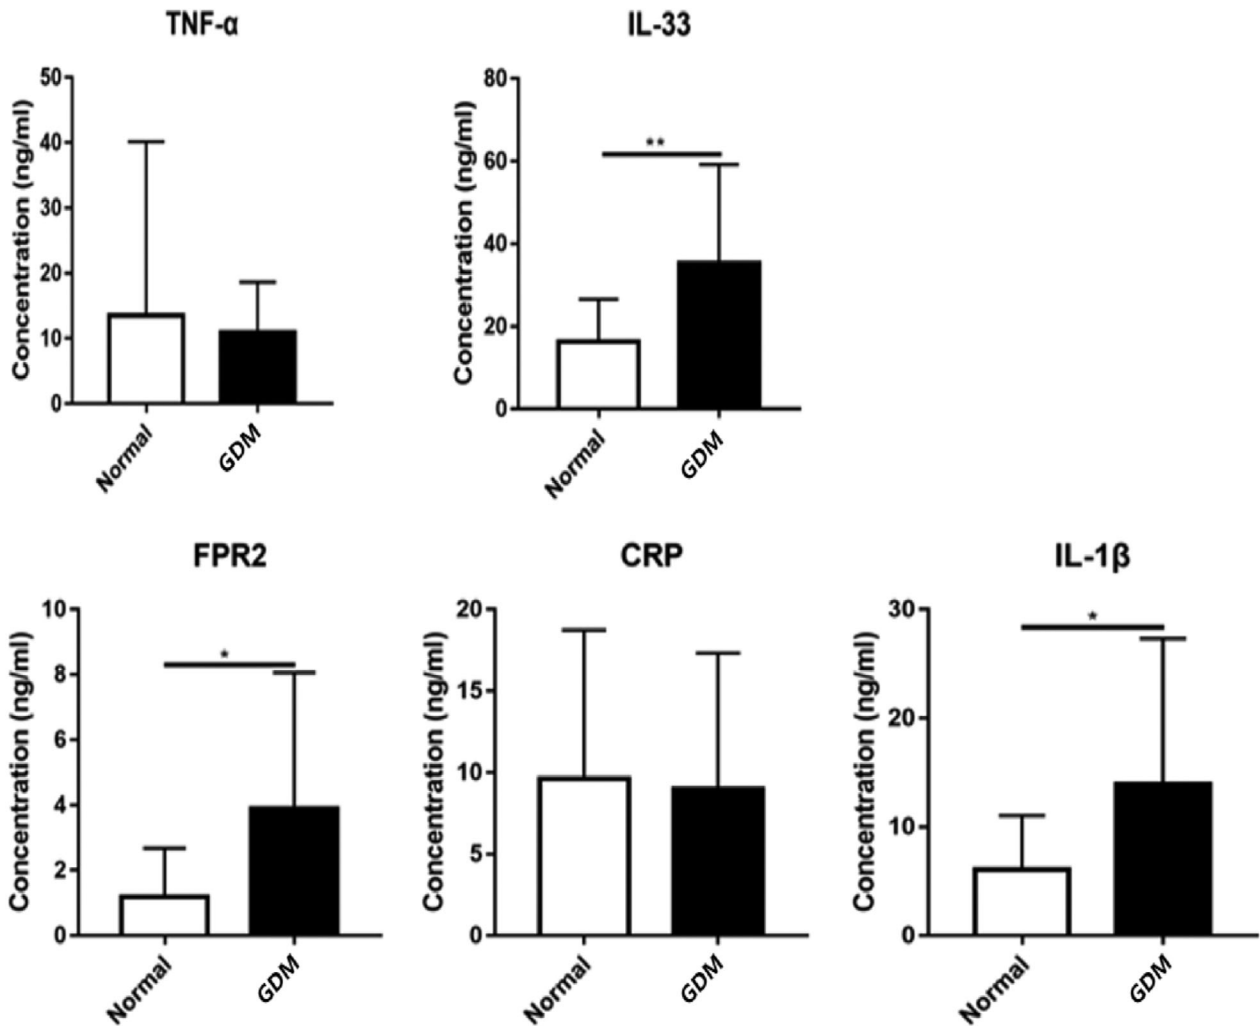 TNF-α
Concentration (ng/ml)
50
40
30
20
10
0
Normal
GDM
IL-33
Concentration (ng/ml)
80
60
40
20
0
**
Normal
GDM
FPR2
Concentration (ng/ml)
10
8
6
4
2
0
*
Normal
GDM
CRP
Concentration (ng/ml)
20
15
10
5
0
Normal
GDM
IL-1β
Concentration (ng/ml)
30
20
10
0
*
Normal
GDM